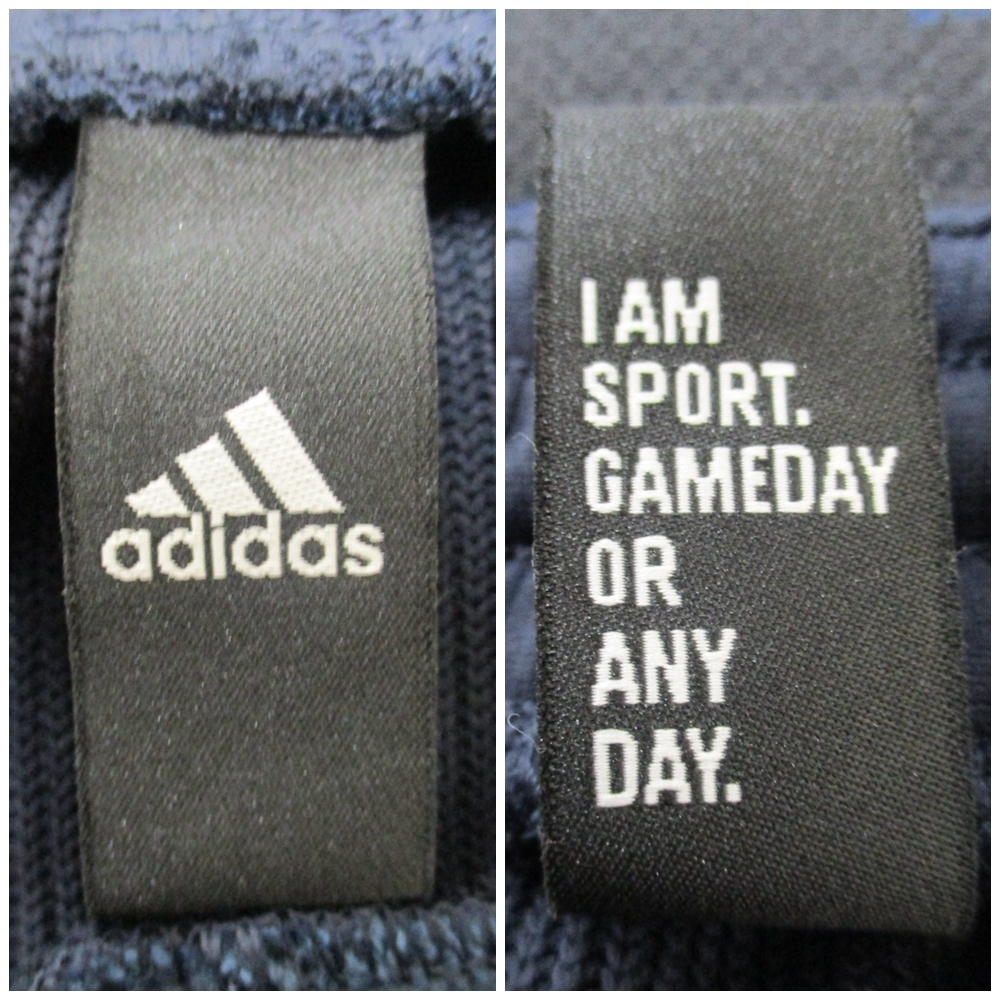 adidas
I AM
SPORT.
GAMEDAY
OR
ANY
DAY.